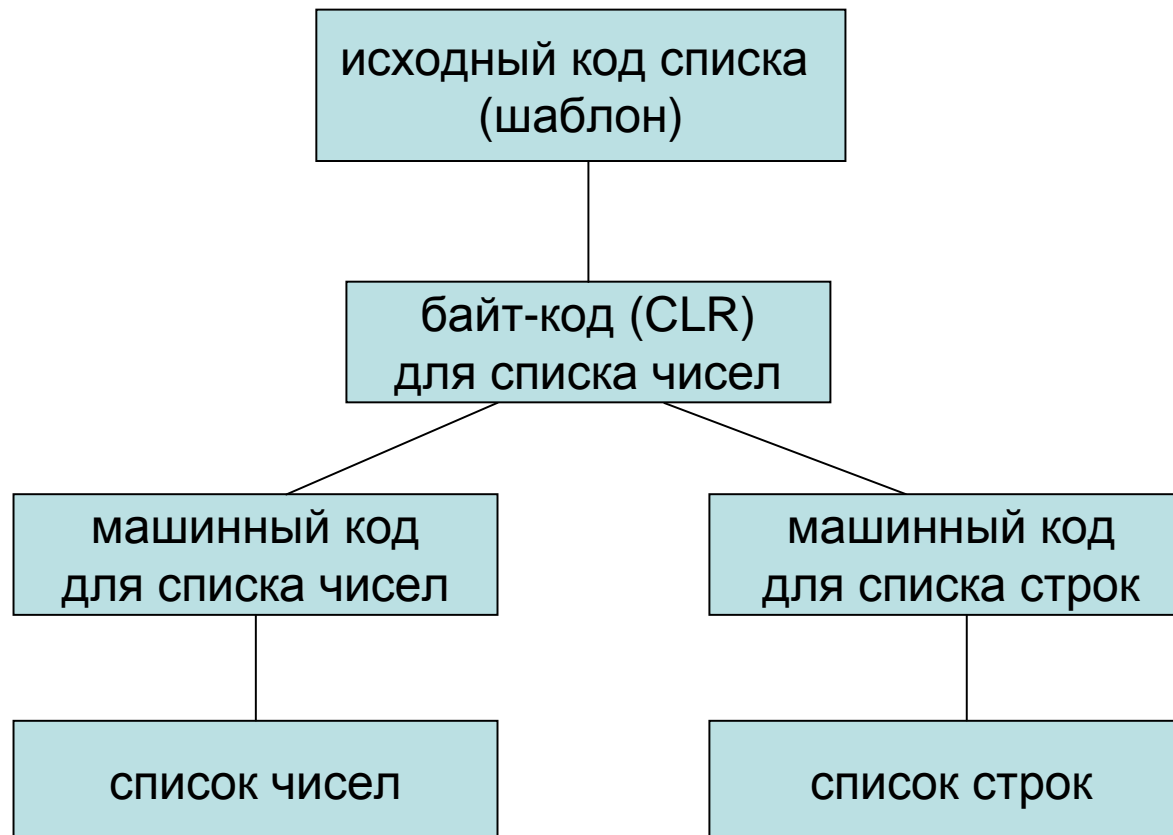 исходный код списка
(шаблон)
байт-код (CLR)
для списка чисел
машинный код
для списка чисел
машинный код
для списка строк
список чисел
список строк